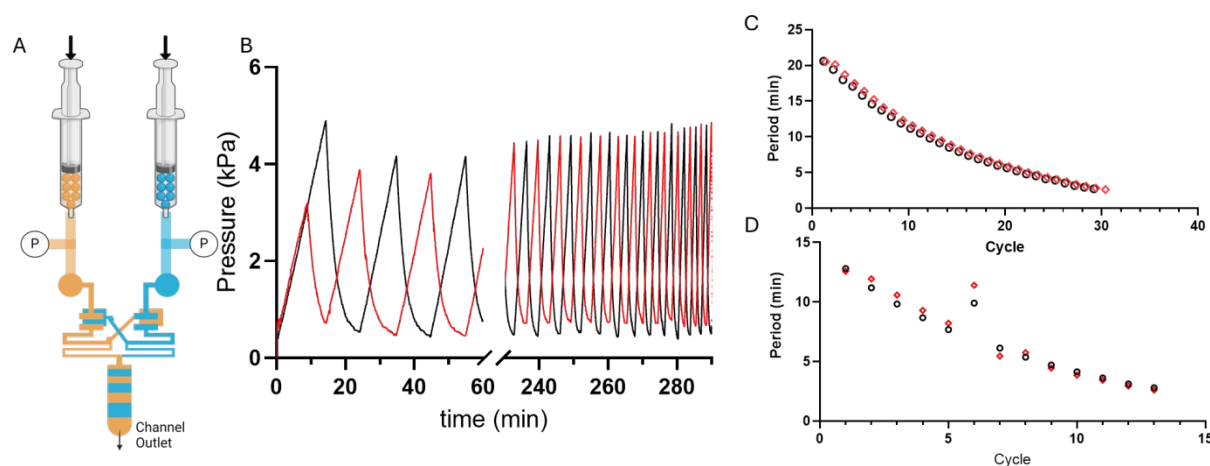 A
P
P
Channel
Outlet
B
Pressure (kPa)
6
4
2
0
0 20 40 60 240 260 280
time (min)
C
Period (min)
25
20
15
10
5
0
0 10 20 30 40
Cycle
D
Period (min)
15
10
5
0
0 5 10 15
Cycle